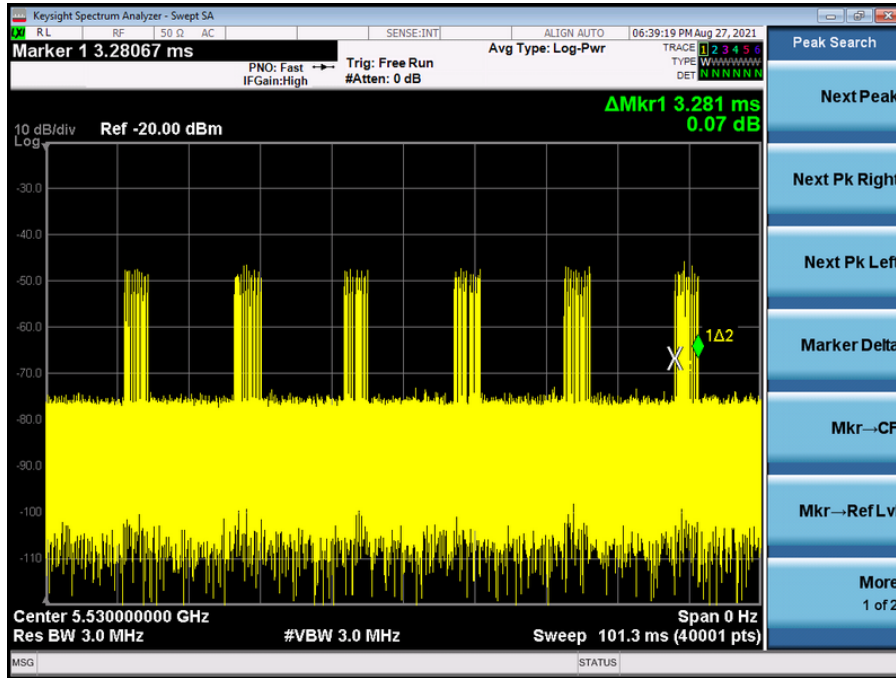 Keysight Spectrum Analyzer - Swept SA
LXI RL RF 50 Ω AC SENSE:INT ALIGN AUTO 06:39:19 PM Aug 27, 2021
Marker 1 3.28067 ms
PNO: Fast
IFGain:High
Trig: Free Run
#Atten: 0 dB
Avg Type: Log-Pwr
TRACE 1 2 3 4 5 6
TYPE WWWWWW
DET N N N N N N
Peak Search
ΔMkr1 3.281 ms
0.07 dB
10 dB/div
Log
Ref -20.00 dBm
-30.0
-40.0
-50.0
-60.0
-70.0
-80.0
-90.0
-100
-110
1Δ2
X
Center 5.530000000 GHz
Span 0 Hz
Res BW 3.0 MHz
#VBW 3.0 MHz
Sweep 101.3 ms (40001 pts)
MSG
STATUS
Next Peak
Next Pk Right
Next Pk Left
Marker Delta
Mkr→CF
Mkr→Ref Lvl
More
1 of 2